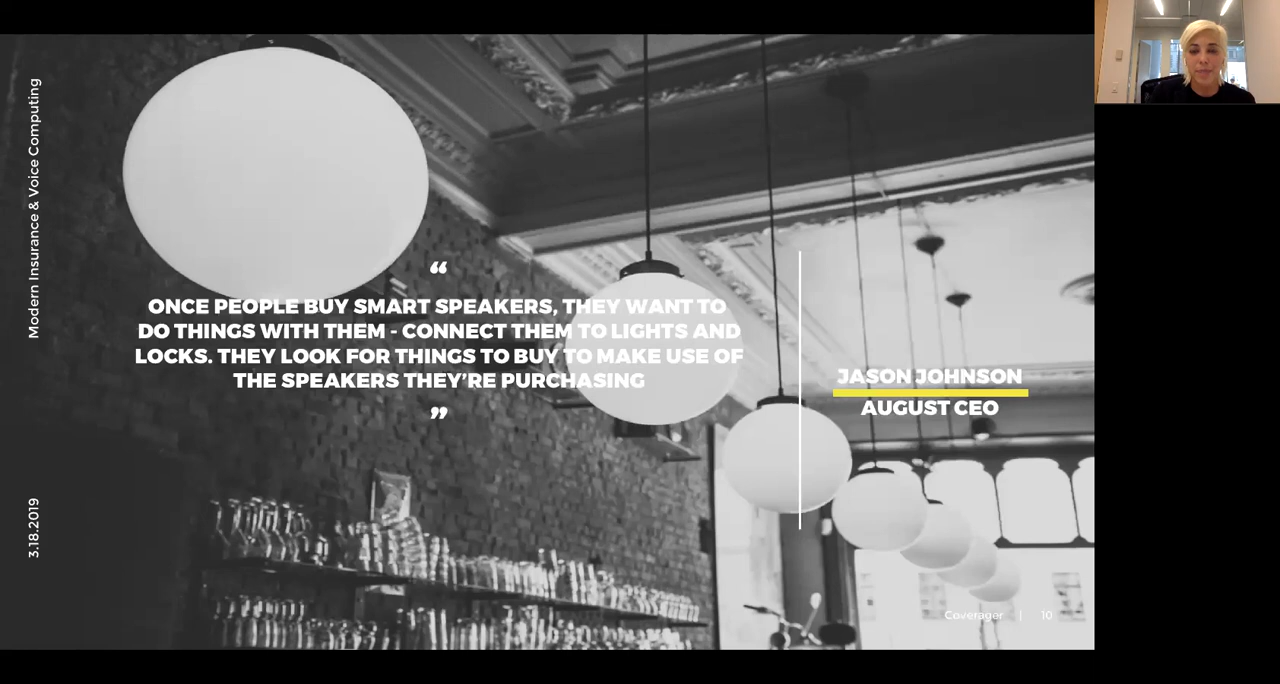 Modern Insurance & Voice Computing
3.18.2019
“
ONCE PEOPLE BUY SMART SPEAKERS, THEY WANT TO
DO THINGS WITH THEM - CONNECT THEM TO LIGHTS AND
LOCKS. THEY LOOK FOR THINGS TO BUY TO MAKE USE OF
THE SPEAKERS THEY’RE PURCHASING
”
JASON JOHNSON
AUGUST CEO
Coverager | 10